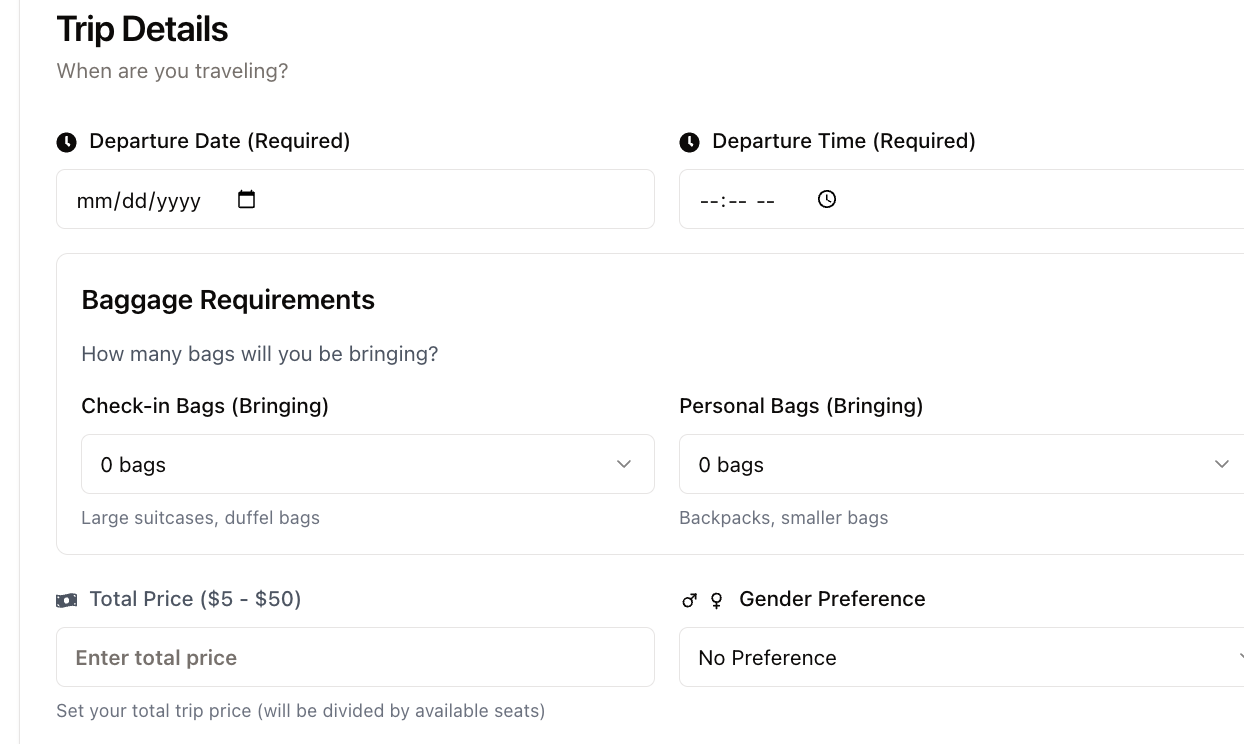 Trip Details
When are you traveling?
Departure Date (Required)
Departure Time (Required)
mm/dd/yyyy
--:-- --
Baggage Requirements
How many bags will you be bringing?
Check-in Bags (Bringing)
Personal Bags (Bringing)
0 bags
0 bags
Large suitcases, duffel bags
Backpacks, smaller bags
Total Price ($5 - $50)
Gender Preference
Enter total price
No Preference
Set your total trip price (will be divided by available seats)